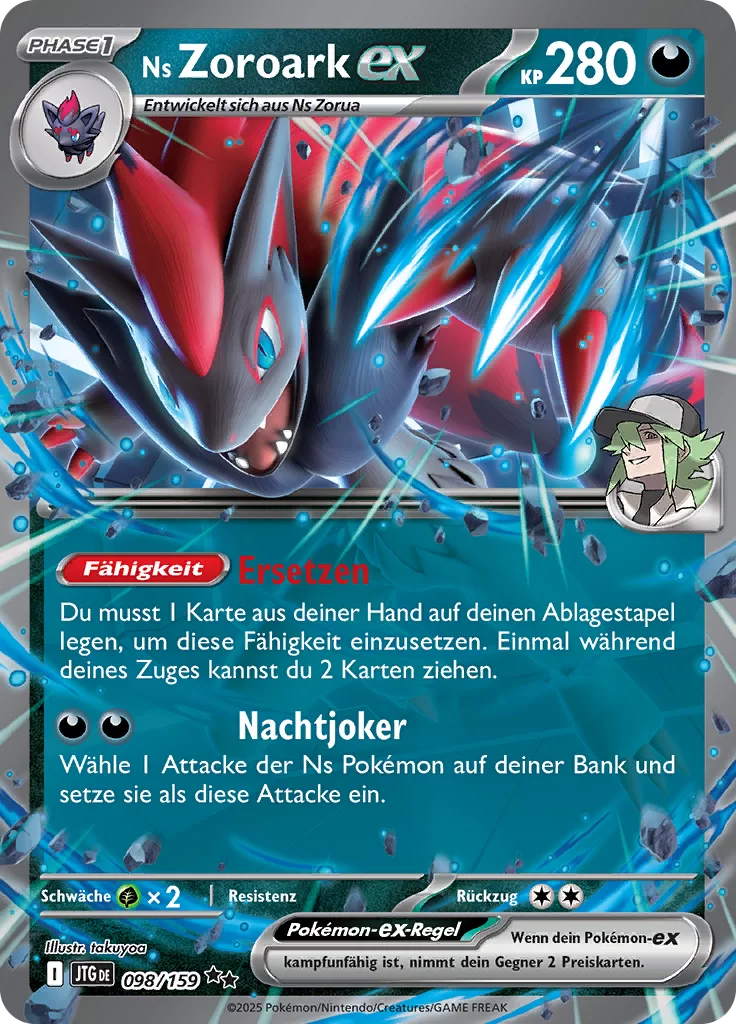 PHASE 1
Ns Zoroark ex
KP 280
Entwickelt sich aus Ns Zorua
Fähigkeit Ersetzen
Du musst 1 Karte aus deiner Hand auf deinen Ablagestapel
legen, um diese Fähigkeit einzusetzen. Einmal während
deines Zuges kannst du 2 Karten ziehen.
Nachtjoker
Wähle 1 Attacke der Ns Pokémon auf deiner Bank und
setze sie als diese Attacke ein.
Schwäche × 2 Resistenz Rückzug
Pokémon-ex-Regel Wenn dein Pokémon-ex
kampfunfähig ist, nimmt dein Gegner 2 Preiskarten.
Illustr. takuyoa
I JTG DE 098/159
©2025 Pokémon/Nintendo/Creatures/GAME FREAK